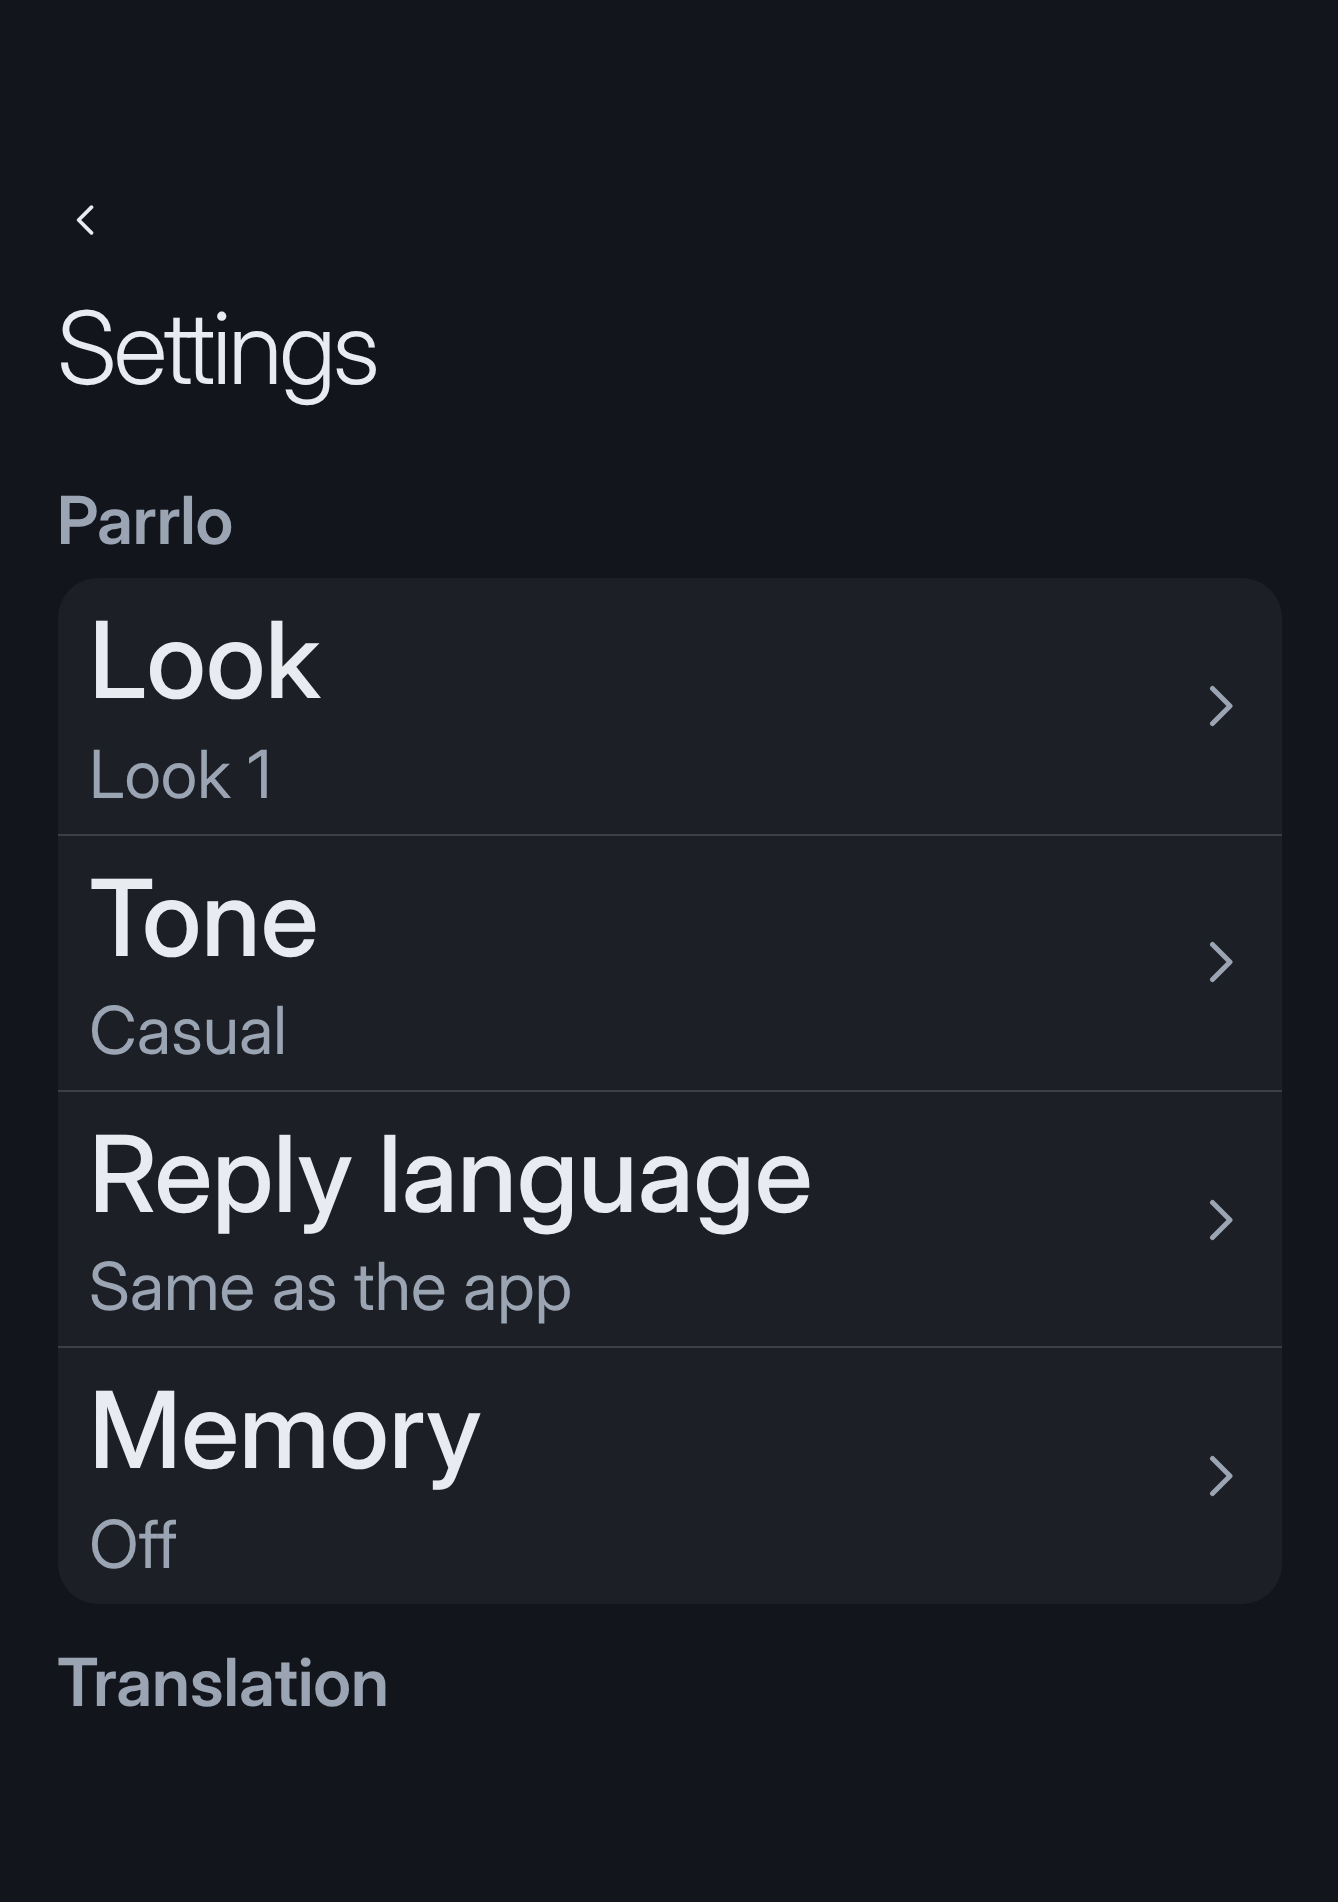 Settings
Parrlo
Look
Look 1
Tone
Casual
Reply language
Same as the app
Memory
Off
Translation